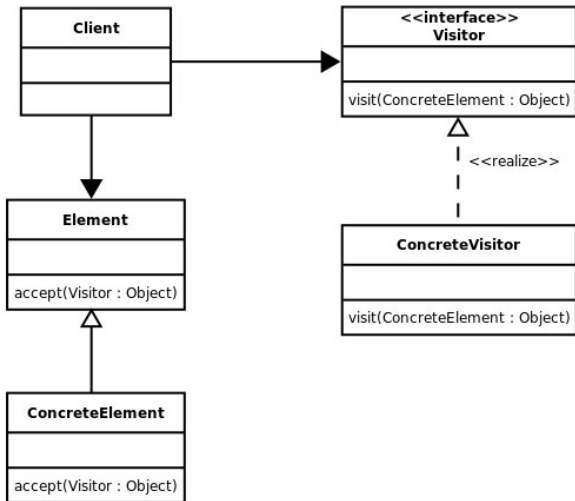 Client
<<interface>>
Visitor
visit(ConcreteElement : Object)
<<realize>>
Element
accept(Visitor : Object)
ConcreteVisitor
visit(ConcreteElement : Object)
ConcreteElement
accept(Visitor : Object)